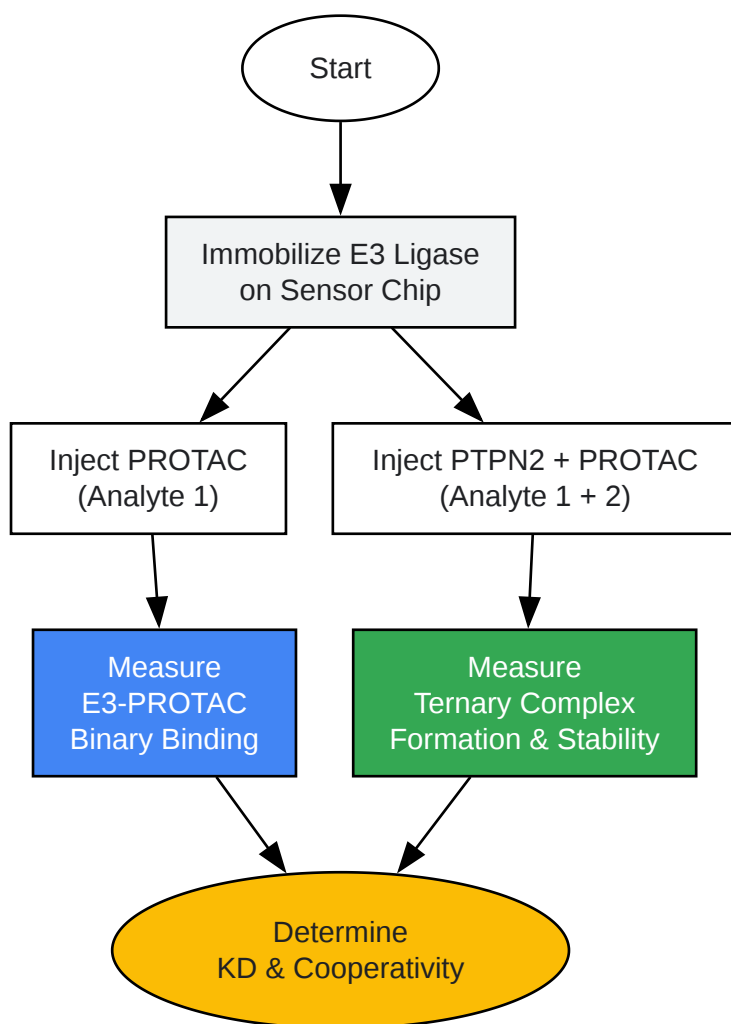 Start
Immobilize E3 Ligase
on Sensor Chip
Inject PROTAC
(Analyte 1)
Inject PTPN2 + PROTAC
(Analyte 1 + 2)
Measure
E3-PROTAC
Binary Binding
Measure
Ternary Complex
Formation & Stability
Determine
KD & Cooperativity